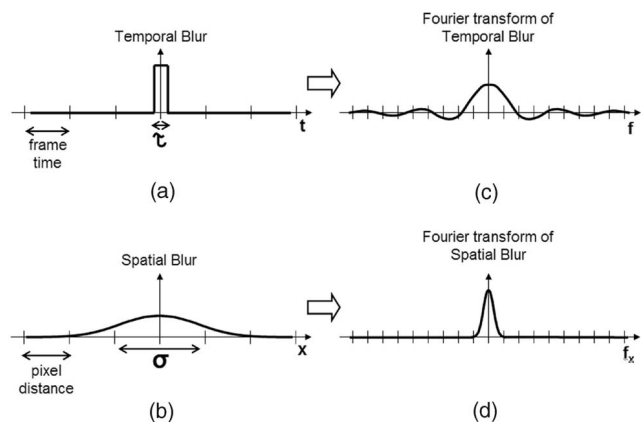 Temporal Blur
t
frame
time
τ
(a)
Fourier transform of
Temporal Blur
f
(c)
Spatial Blur
x
pixel
distance
σ
(b)
Fourier transform of
Spatial Blur
fx
(d)